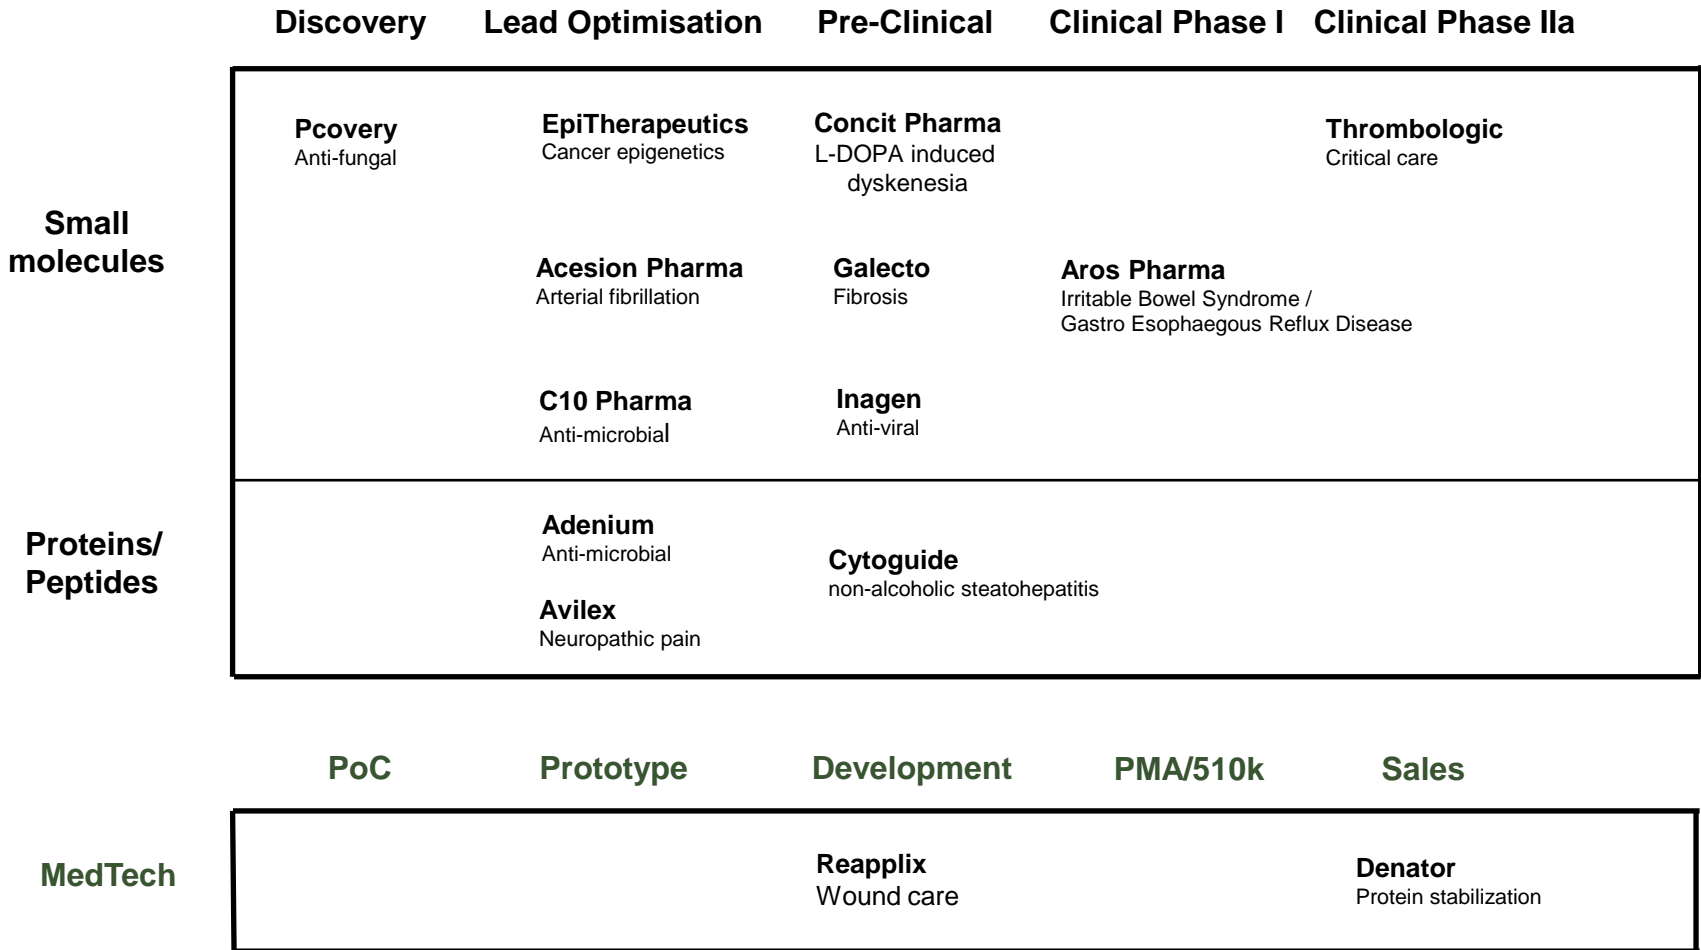 Discovery Lead Optimisation Pre-Clinical Clinical Phase I Clinical Phase IIa
Small
molecules
Pcovery
Anti-fungal
EpiTherapeutics
Cancer epigenetics
Concit Pharma
L-DOPA induced
dyskenesia
Thrombologic
Critical care
Acesion Pharma
Arterial fibrillation
Galecto
Fibrosis
Aros Pharma
Irritable Bowel Syndrome /
Gastro Esophaegous Reflux Disease
C10 Pharma
Anti-microbial
Inagen
Anti-viral
Proteins/
Peptides
Adenium
Anti-microbial
Avilex
Neuropathic pain
Cytoguide
non-alcoholic steatohepatitis
PoC Prototype Development PMA/510k Sales
MedTech
Reapplix
Wound care
Denator
Protein stabilization